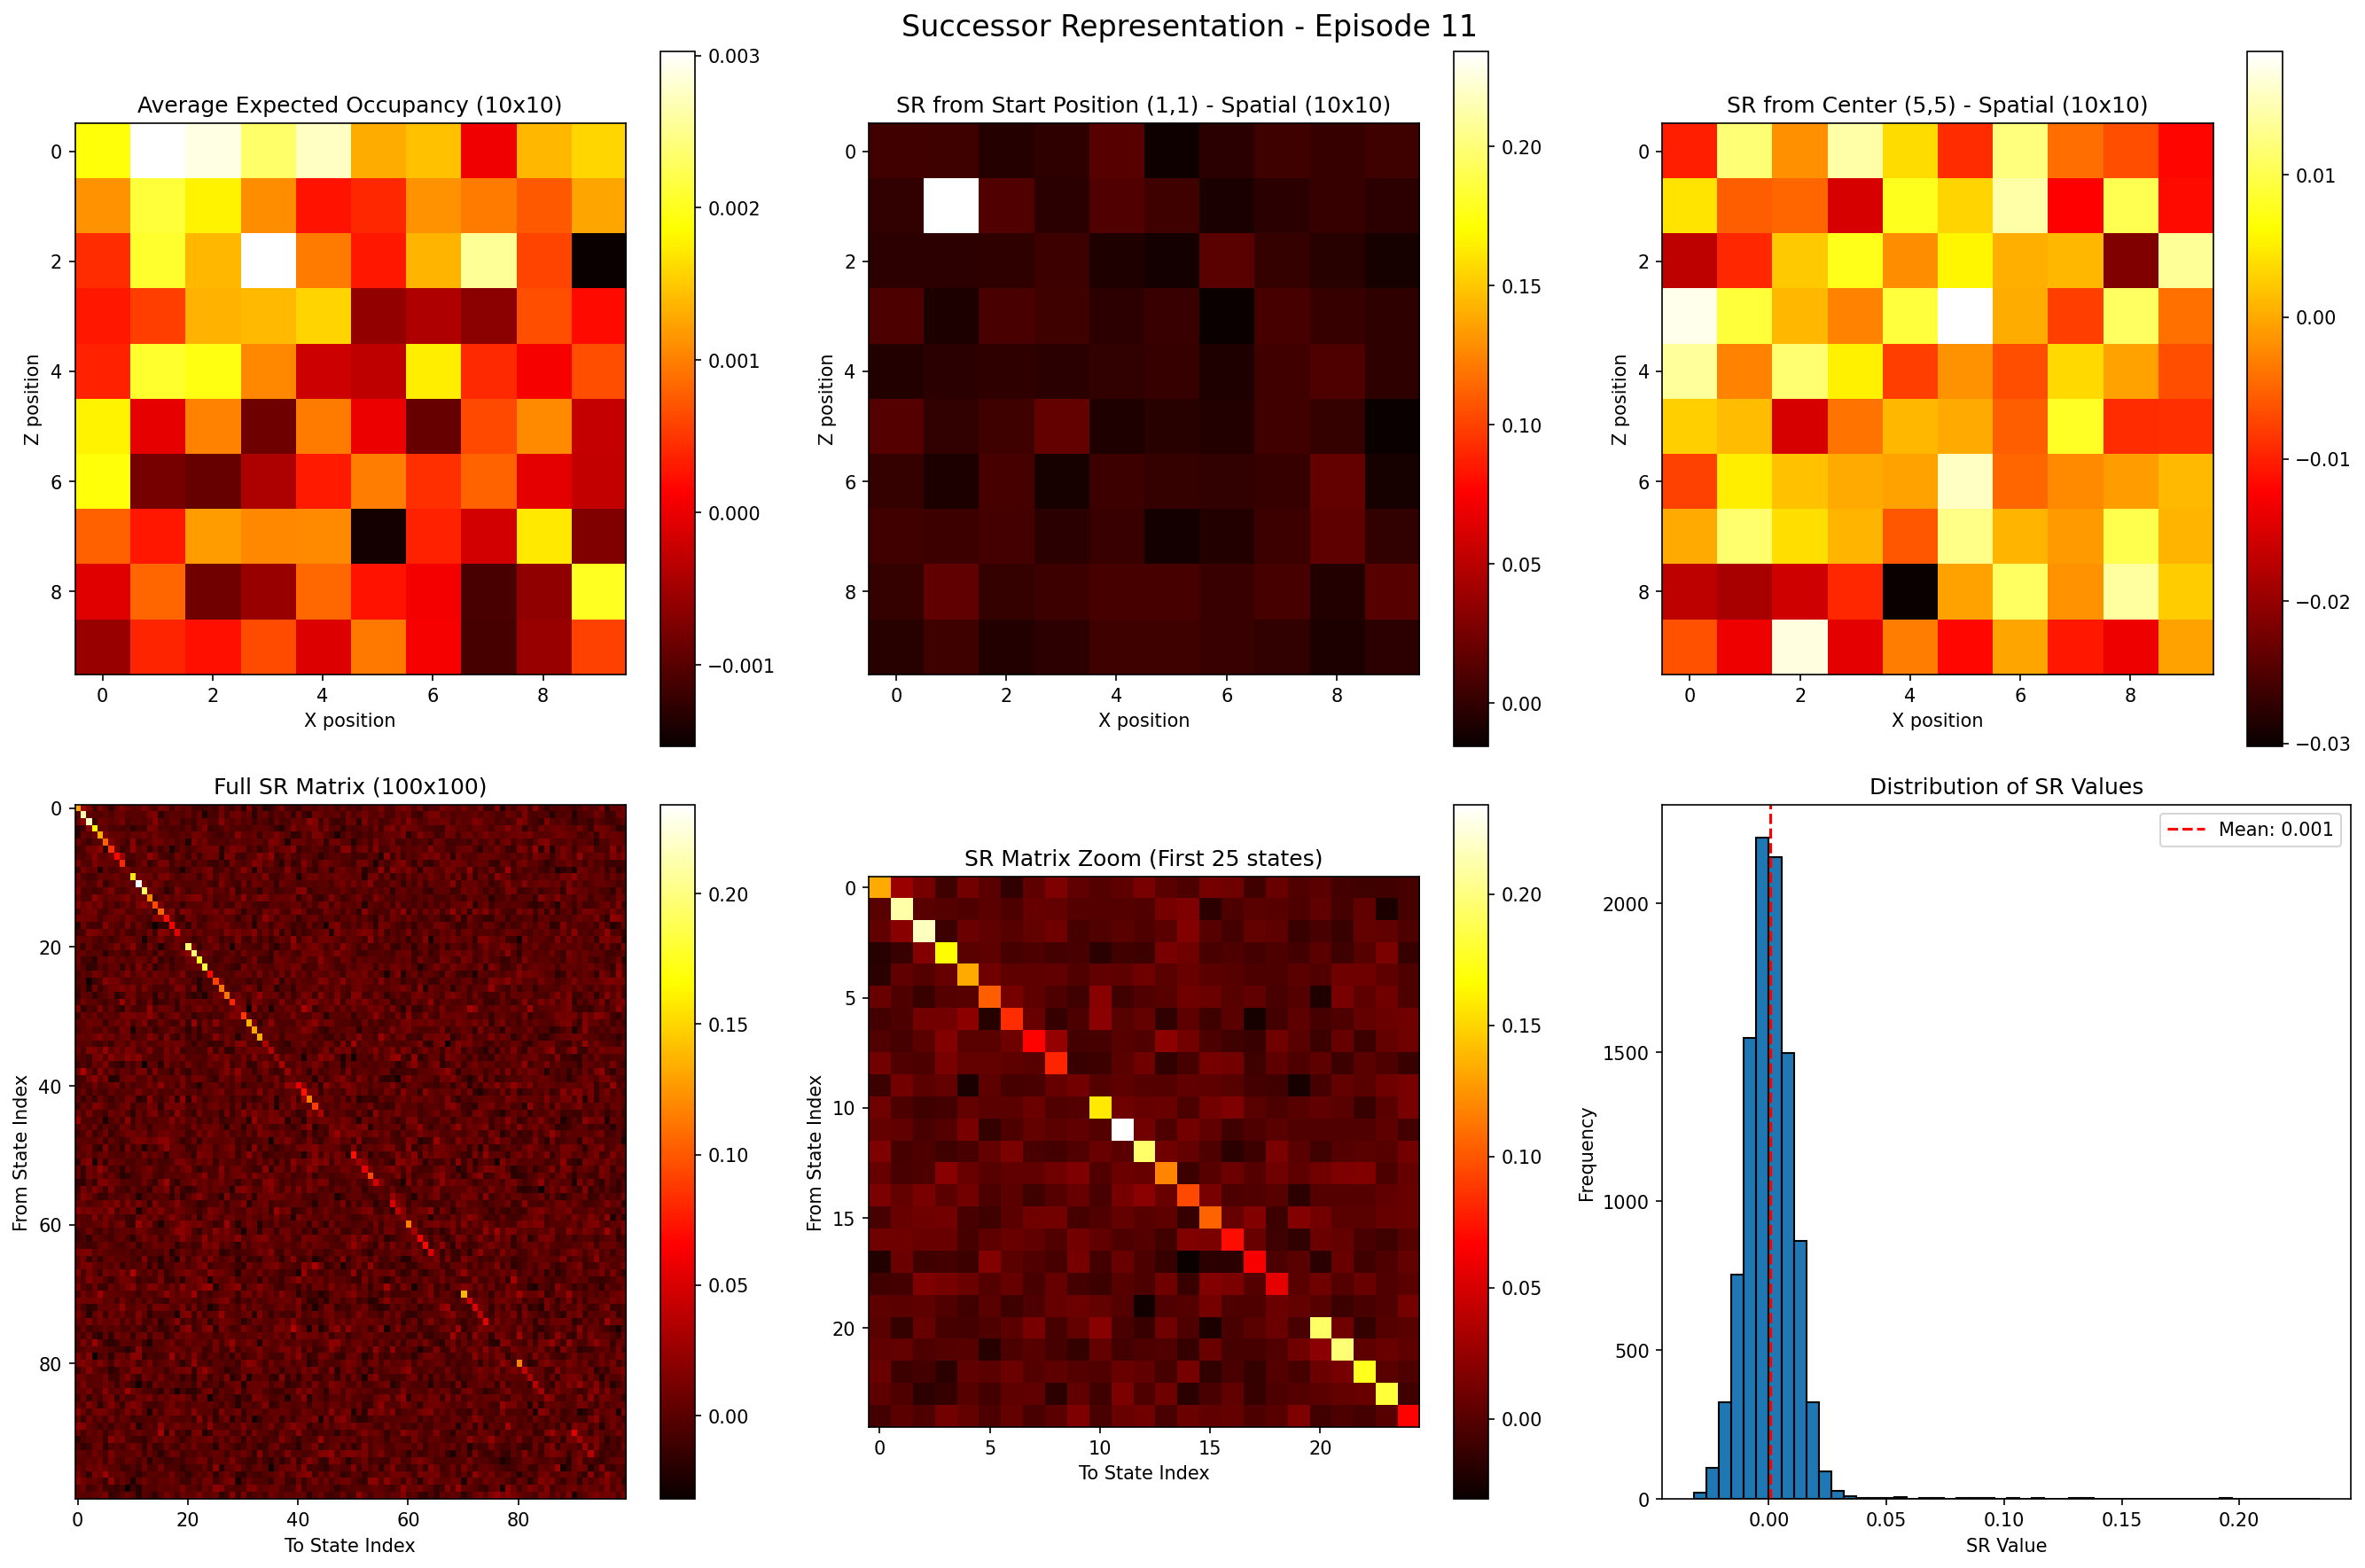 Successor Representation - Episode 11
Average Expected Occupancy (10x10)
0
2
4
6
8
Z position
0 2 4 6 8
X position
0.003
0.002
0.001
0.000
−0.001
SR from Start Position (1,1) - Spatial (10x10)
0
2
4
6
8
Z position
0 2 4 6 8
X position
0.20
0.15
0.10
0.05
0.00
SR from Center (5,5) - Spatial (10x10)
0
2
4
6
8
Z position
0 2 4 6 8
X position
0.01
0.00
−0.01
−0.02
−0.03
Full SR Matrix (100x100)
0
20
40
60
80
From State Index
0 20 40 60 80
To State Index
0.20
0.15
0.10
0.05
0.00
SR Matrix Zoom (First 25 states)
0
5
10
15
20
From State Index
0 5 10 15 20
To State Index
0.20
0.15
0.10
0.05
0.00
Distribution of SR Values
Mean: 0.001
2000
1500
1000
500
0
Frequency
0.00 0.05 0.10 0.15 0.20
SR Value